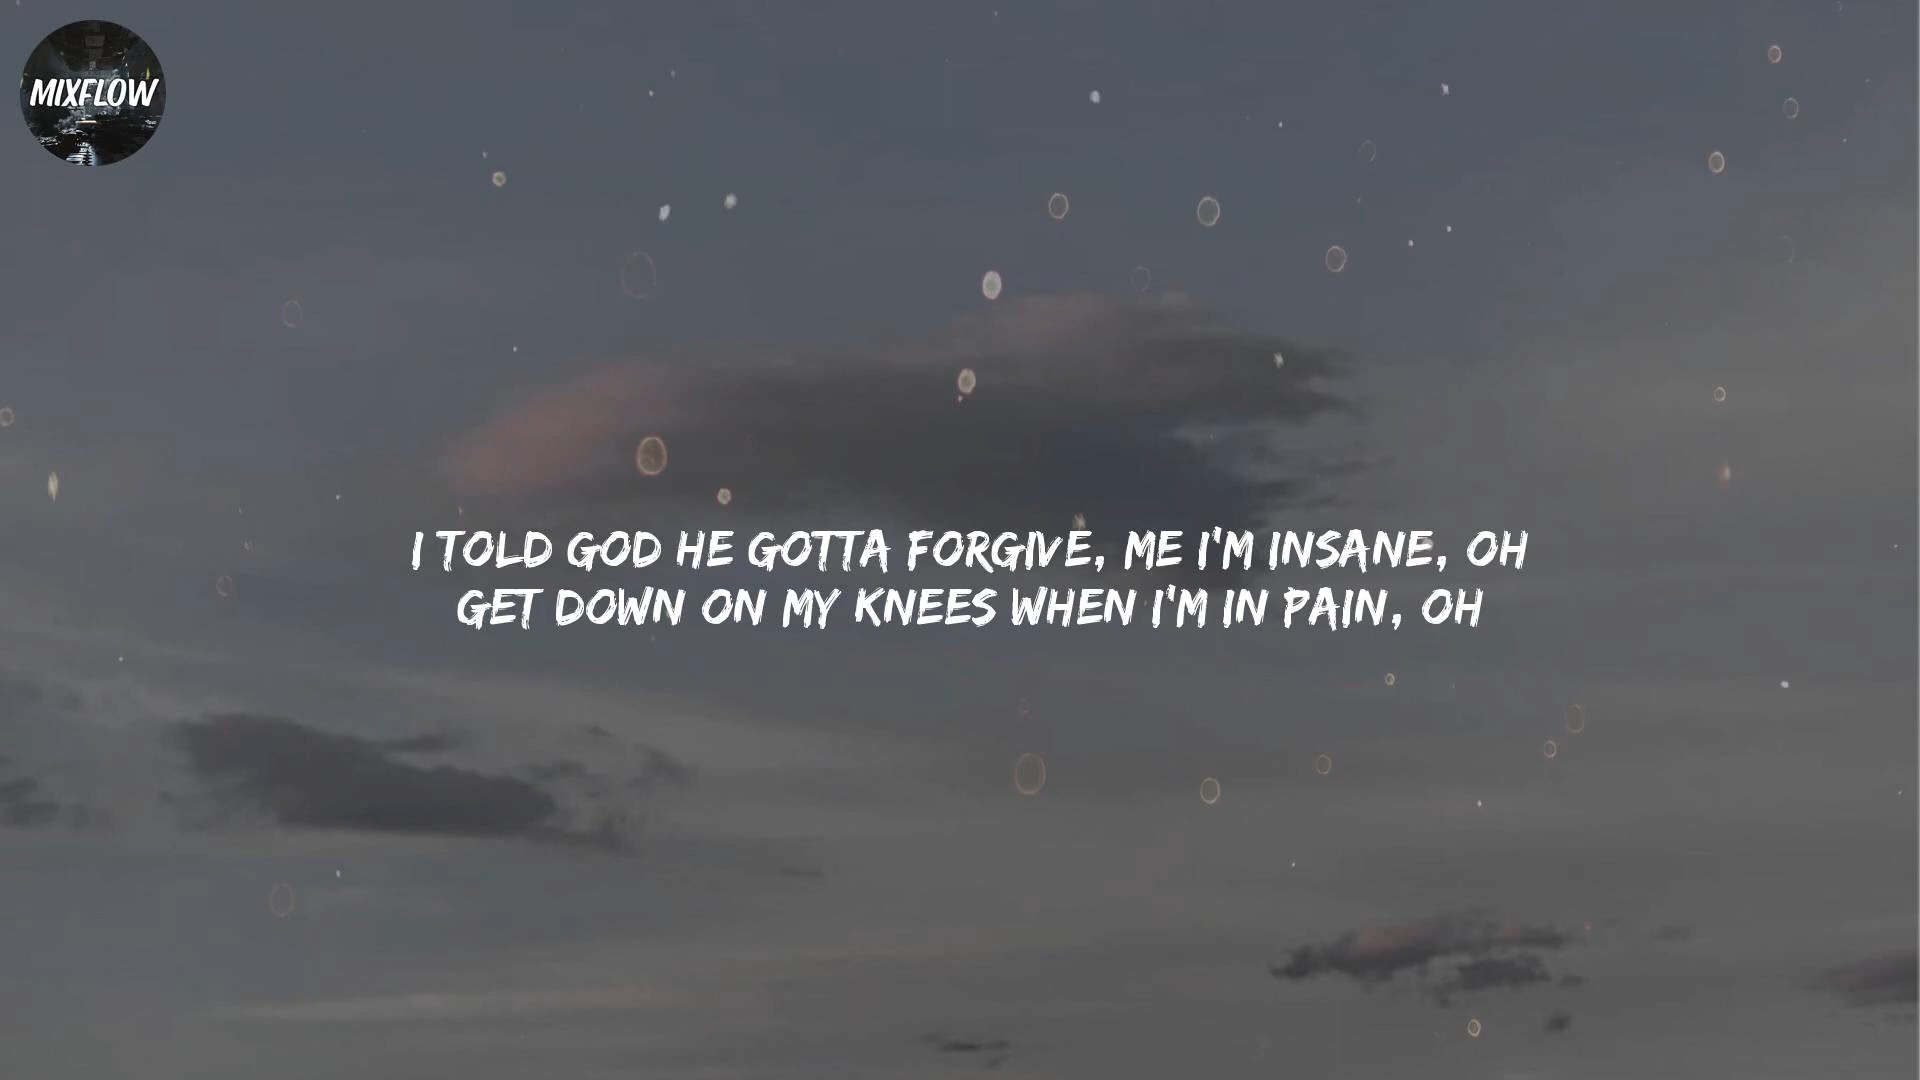 MIXFLOW
I TOLD GOD HE GOTTA FORGIVE, ME I'M INSANE, OH
GET DOWN ON MY KNEES WHEN I'M IN PAIN, OH